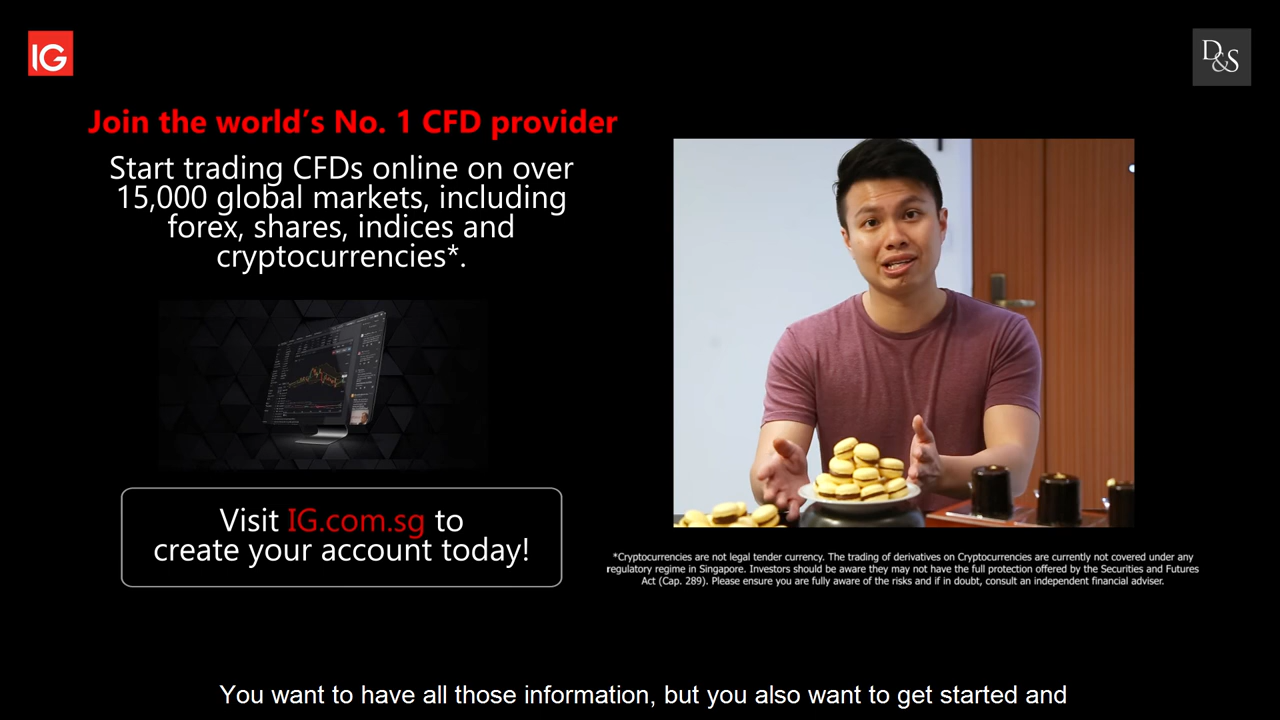 IG
D&S
Join the world's No. 1 CFD provider
Start trading CFDs online on over
15,000 global markets, including
forex, shares, indices and
cryptocurrencies*.
Visit IG.com.sg to
create your account today!
*Cryptocurrencies are not legal tender currency. The trading of derivatives on Cryptocurrencies are currently not covered under any
regulatory regime in Singapore. Investors should be aware they may not have the full protection offered by the Securities and Futures
Act (Cap. 289). Please ensure you are fully aware of the risks and if in doubt, consult an independent financial adviser.
You want to have all those information, but you also want to get started and